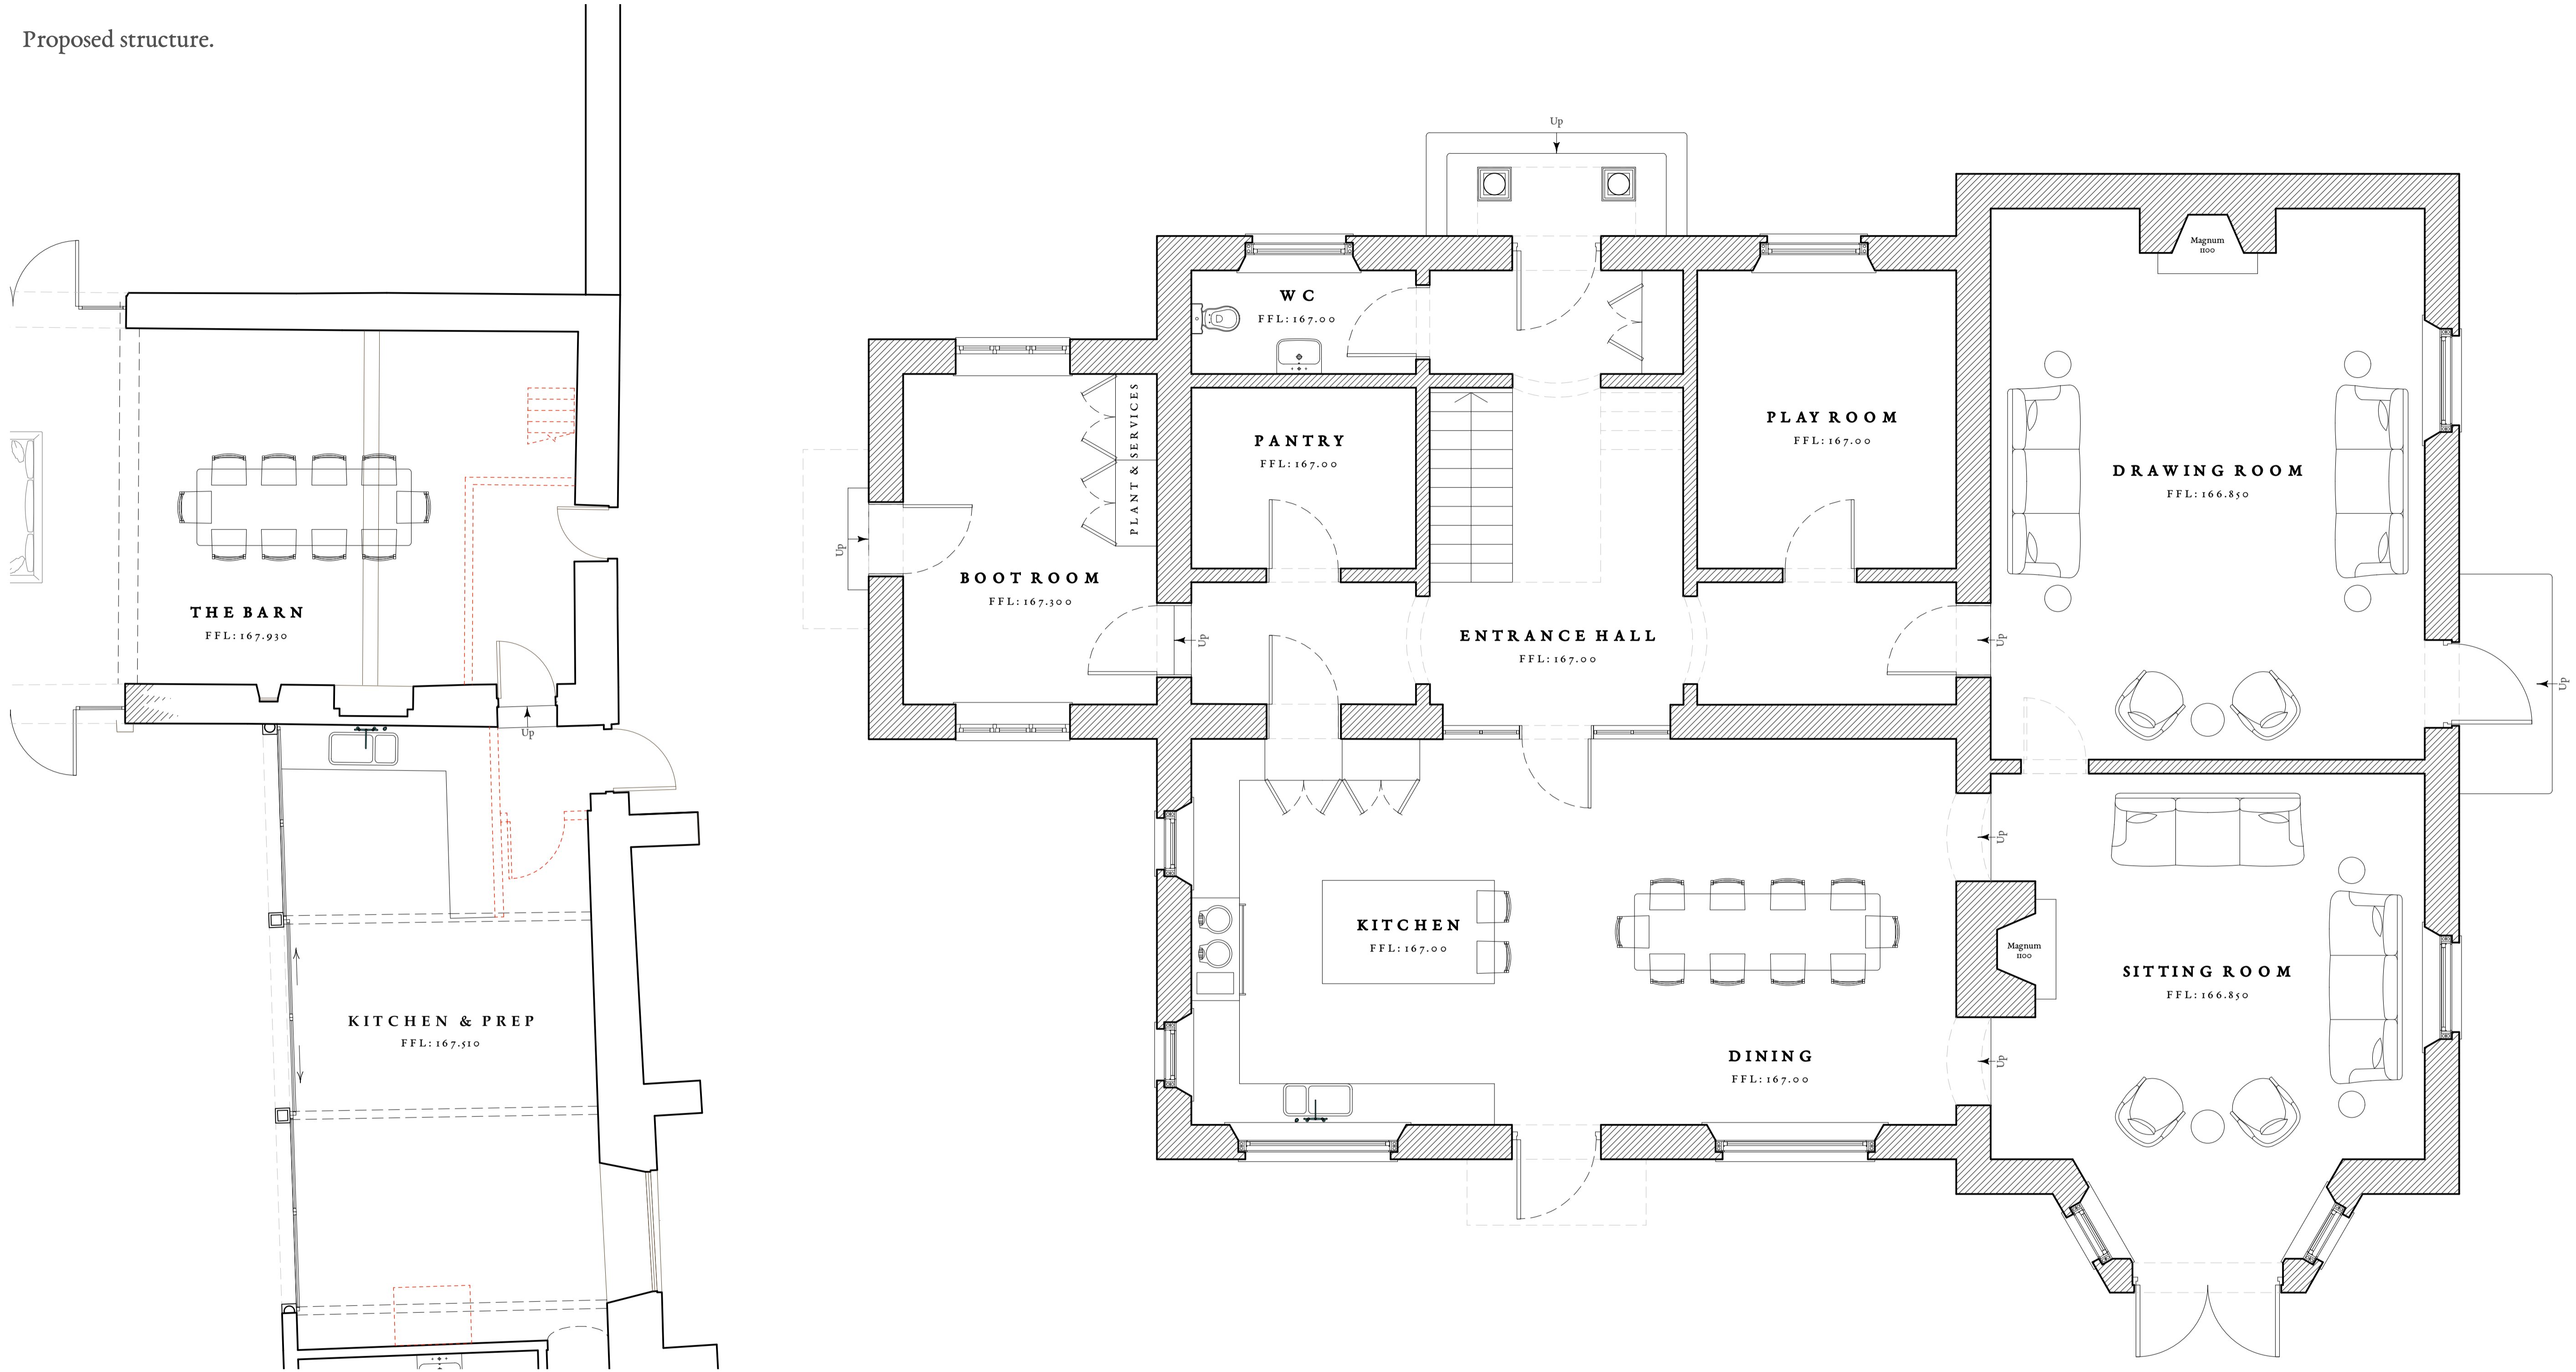 Proposed structure.
THE BARN
FFL: 167.930
Up
KITCHEN & PREP
FFL: 167.510
Up
Up
BOOT ROOM
FFL: 167.300
PLANT & SERVICES
WC
FFL: 167.00
PANTRY
FFL: 167.00
Up
ENTRANCE HALL
FFL: 167.00
PLAY ROOM
FFL: 167.00
Up
Magnum
1100
DRAWING ROOM
FFL: 166.850
Up
KITCHEN
FFL: 167.00
DINING
FFL: 167.00
Up
Up
Magnum
1100
SITTING ROOM
FFL: 166.850